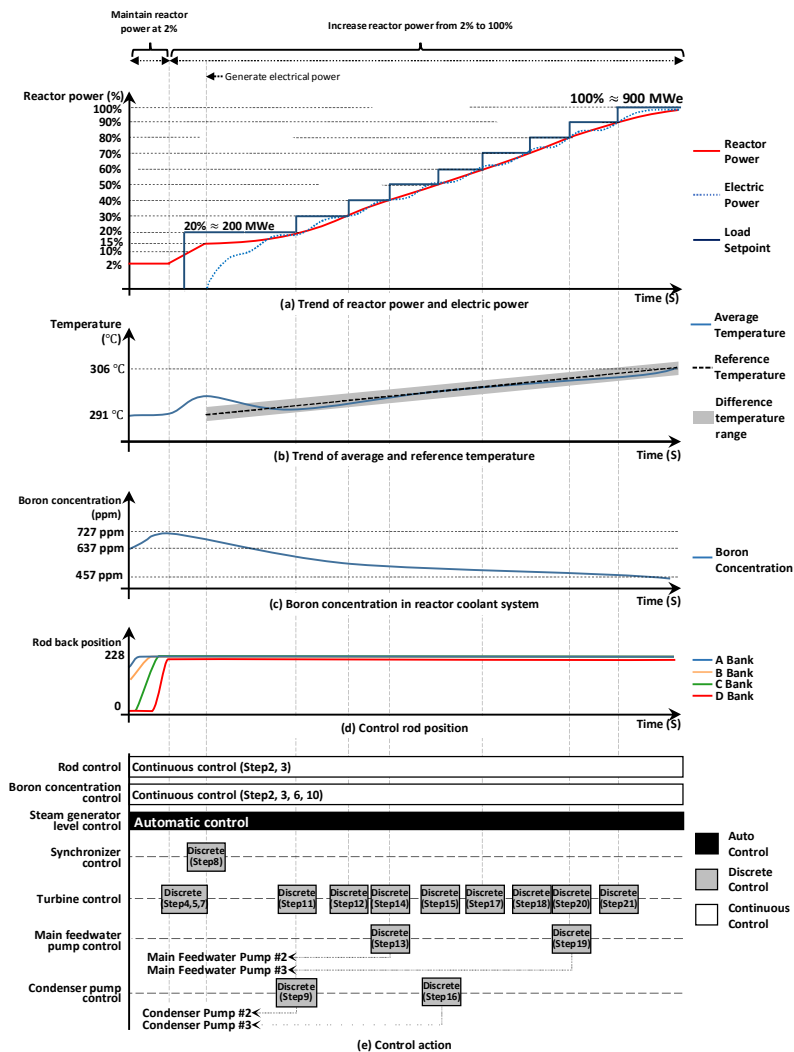 Maintain reactor
power at 2%
Increase reactor power from 2% to 100%
Generate electrical power
Reactor power (%)
100% ≈ 900 MWe
100%
90%
80%
70%
60%
50%
40%
30%
20%
15%
10%
2%
20% ≈ 200 MWe
Reactor
Power
Electric
Power
Load
Setpoint
Time (S)
(a) Trend of reactor power and electric power
Temperature
(℃)
306 ℃
291 ℃
Average
Temperature
Reference
Temperature
Difference
temperature
range
Time (S)
(b) Trend of average and reference temperature
Boron concentration
(ppm)
727 ppm
637 ppm
457 ppm
Boron
Concentration
Time (S)
(c) Boron concentration in reactor coolant system
Rod back position
228
0
A Bank
B Bank
C Bank
D Bank
Time (S)
(d) Control rod position
Rod control
Continuous control (Step2, 3)
Boron concentration
control
Continuous control (Step2, 3, 6, 10)
Steam generator
level control
Automatic control
Synchronizer
control
Discrete
(Step8)
Turbine control
Discrete
(Step4,5,7)
Discrete
(Step11)
Discrete
(Step12)
Discrete
(Step14)
Discrete
(Step15)
Discrete
(Step17)
Discrete
(Step18)
Discrete
(Step20)
Discrete
(Step21)
Main feedwater
pump control
Discrete
(Step13)
Discrete
(Step19)
Main Feedwater Pump #2
Main Feedwater Pump #3
Condenser pump
control
Discrete
(Step9)
Discrete
(Step16)
Condenser Pump #2
Condenser Pump #3
Auto
Control
Discrete
Control
Continuous
Control
(e) Control action